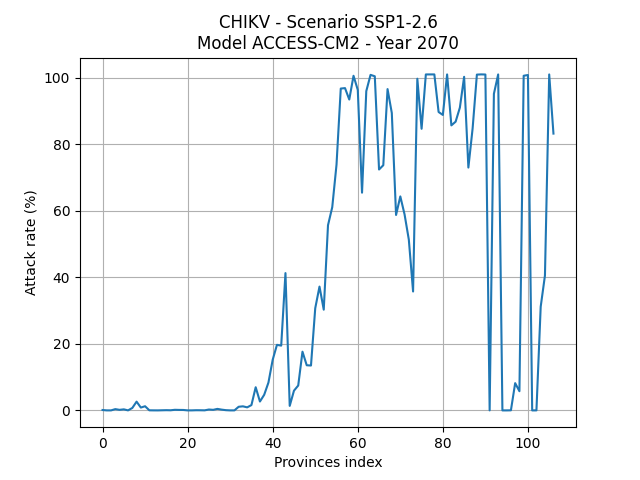 CHIKV - Scenario SSP1-2.6
Model ACCESS-CM2 - Year 2070
Attack rate (%)
100
80
60
40
20
0
0 20 40 60 80 100
Provinces index